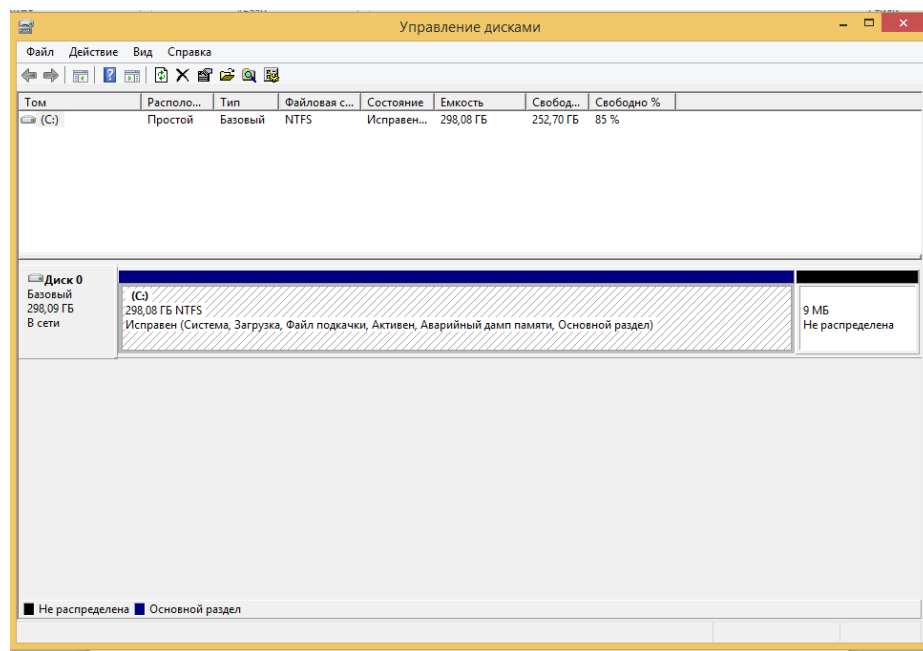 Управление дисками
Файл Действие Вид Справка
Том Располо... Тип Файловая с... Состояние Емкость Свобод... Свободно %
(C:) Простой Базовый NTFS Исправен... 298,08 ГБ 252,70 ГБ 85 %
Диск 0
Базовый
298,09 ГБ
В сети
(C:)
298,08 ГБ NTFS
Исправен (Система, Загрузка, Файл подкачки, Активен, Аварийный дамп памяти, Основной раздел)
9 МБ
Не распределена
Не распределена Основной раздел